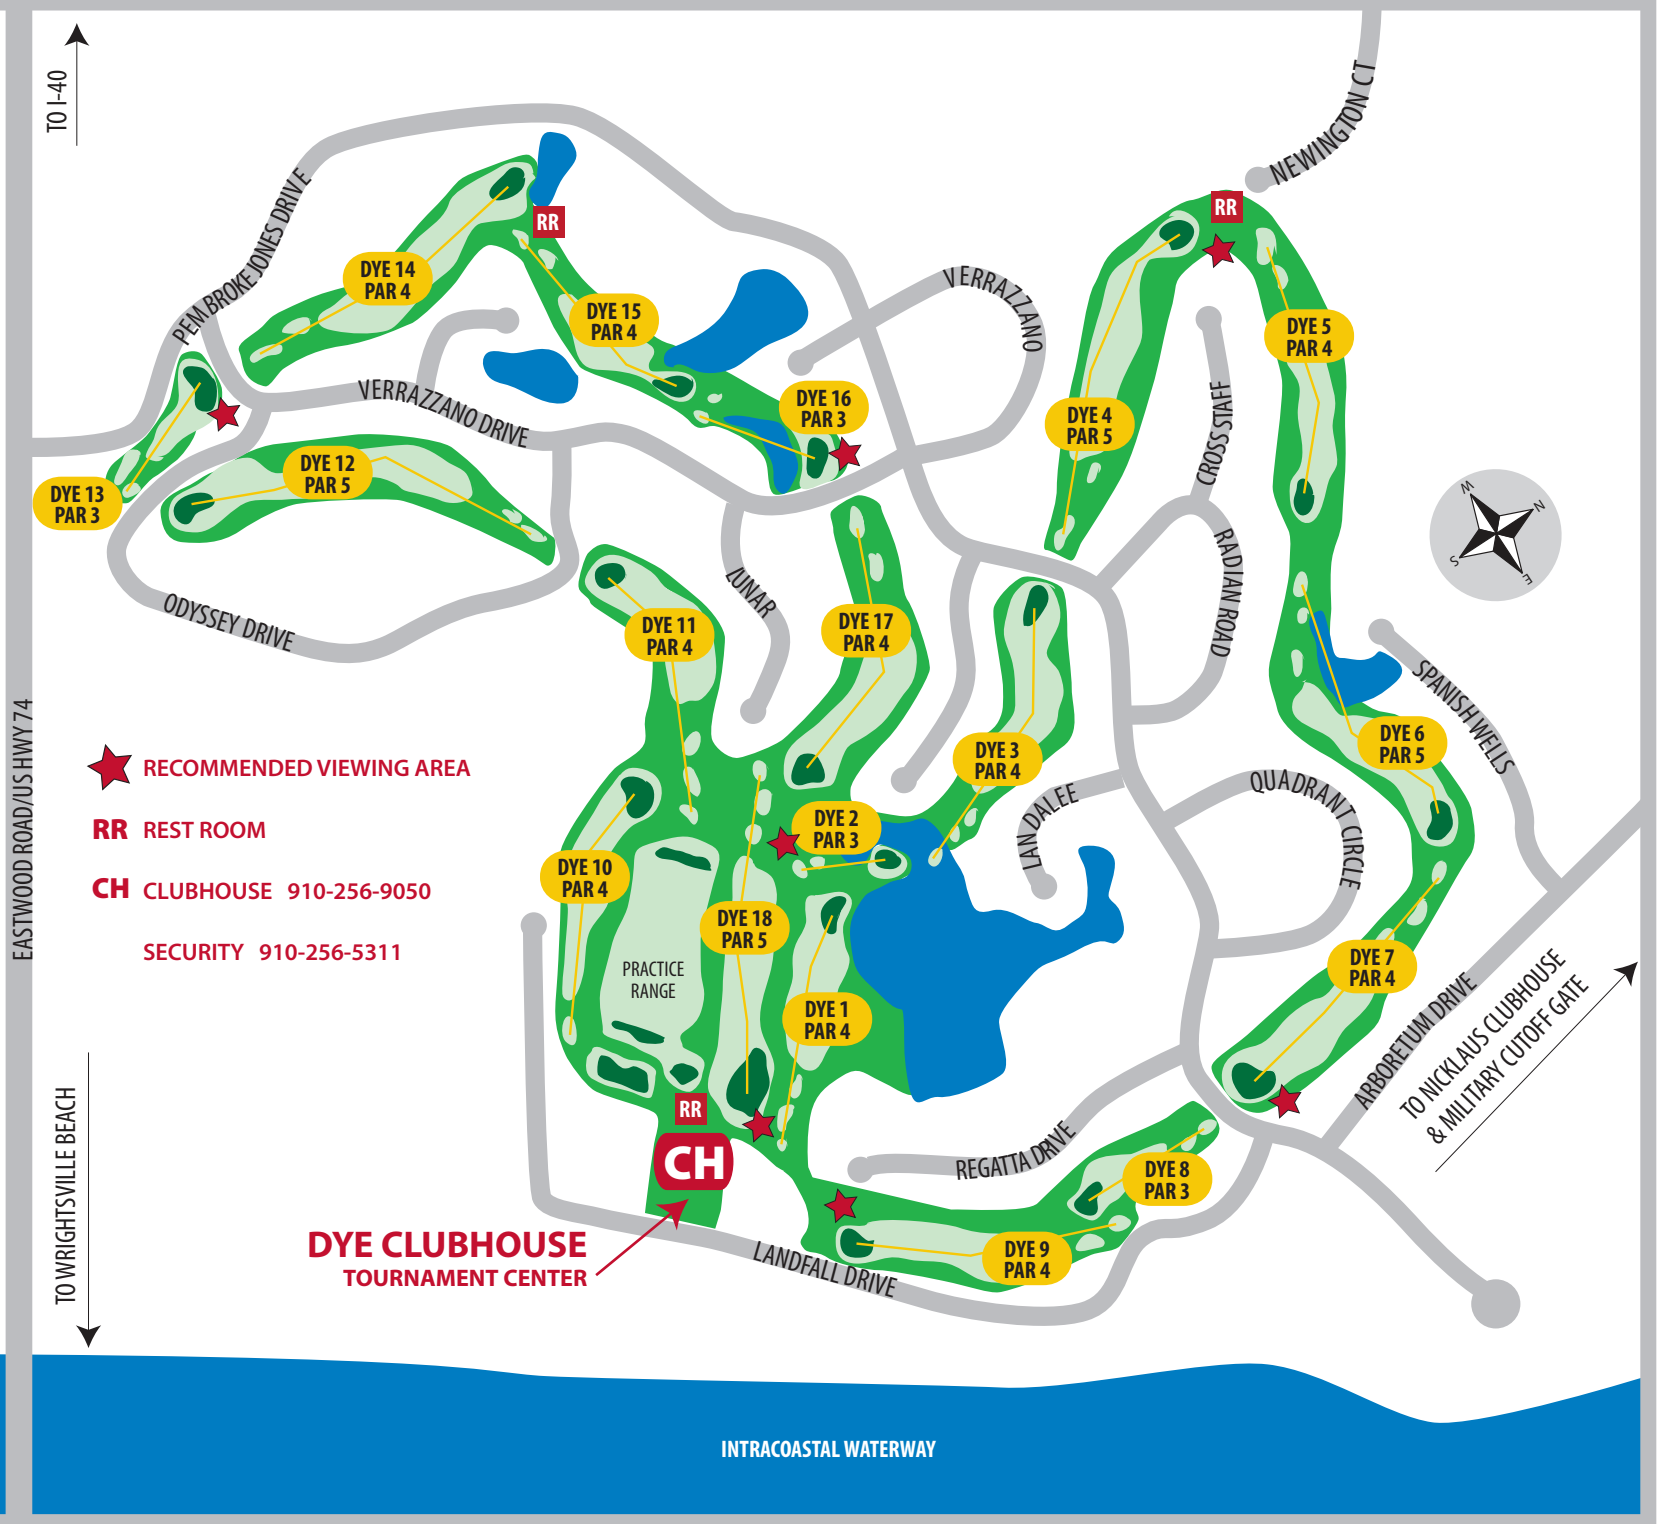 TO I-40
NEWINGTON CT
PEMBROKE JONES DRIVE
RR
RR
DYE 14
PAR 4
DYE 15
PAR 4
VERRAZZANO
DYE 5
PAR 4
VERRAZZANO DRIVE
DYE 16
PAR 3
DYE 4
PAR 5
CROSS STAFF
DYE 12
PAR 5
DYE 13
PAR 3
W
N
S
E
ODYSSEY DRIVE
LUNAR
RADIAN ROAD
DYE 11
PAR 4
DYE 17
PAR 4
SPANISH WELLS
EASTWOOD ROAD/US HWY 74
DYE 3
PAR 4
DYE 6
PAR 5
RECOMMENDED VIEWING AREA
RR REST ROOM
CH CLUBHOUSE 910-256-9050
SECURITY 910-256-5311
LAN DALEE
QUADRANT CIRCLE
DYE 2
PAR 3
DYE 10
PAR 4
DYE 18
PAR 5
PRACTICE
RANGE
DYE 1
PAR 4
DYE 7
PAR 4
ARBORETUM DRIVE
TO NICKLAUS CLUBHOUSE
& MILITARY CUTOFF GATE
TO WRIGHTSVILLE BEACH
RR
CH
REGATTA DRIVE
DYE 8
PAR 3
DYE CLUBHOUSE
TOURNAMENT CENTER
LANDFALL DRIVE
DYE 9
PAR 4
INTRACOASTAL WATERWAY